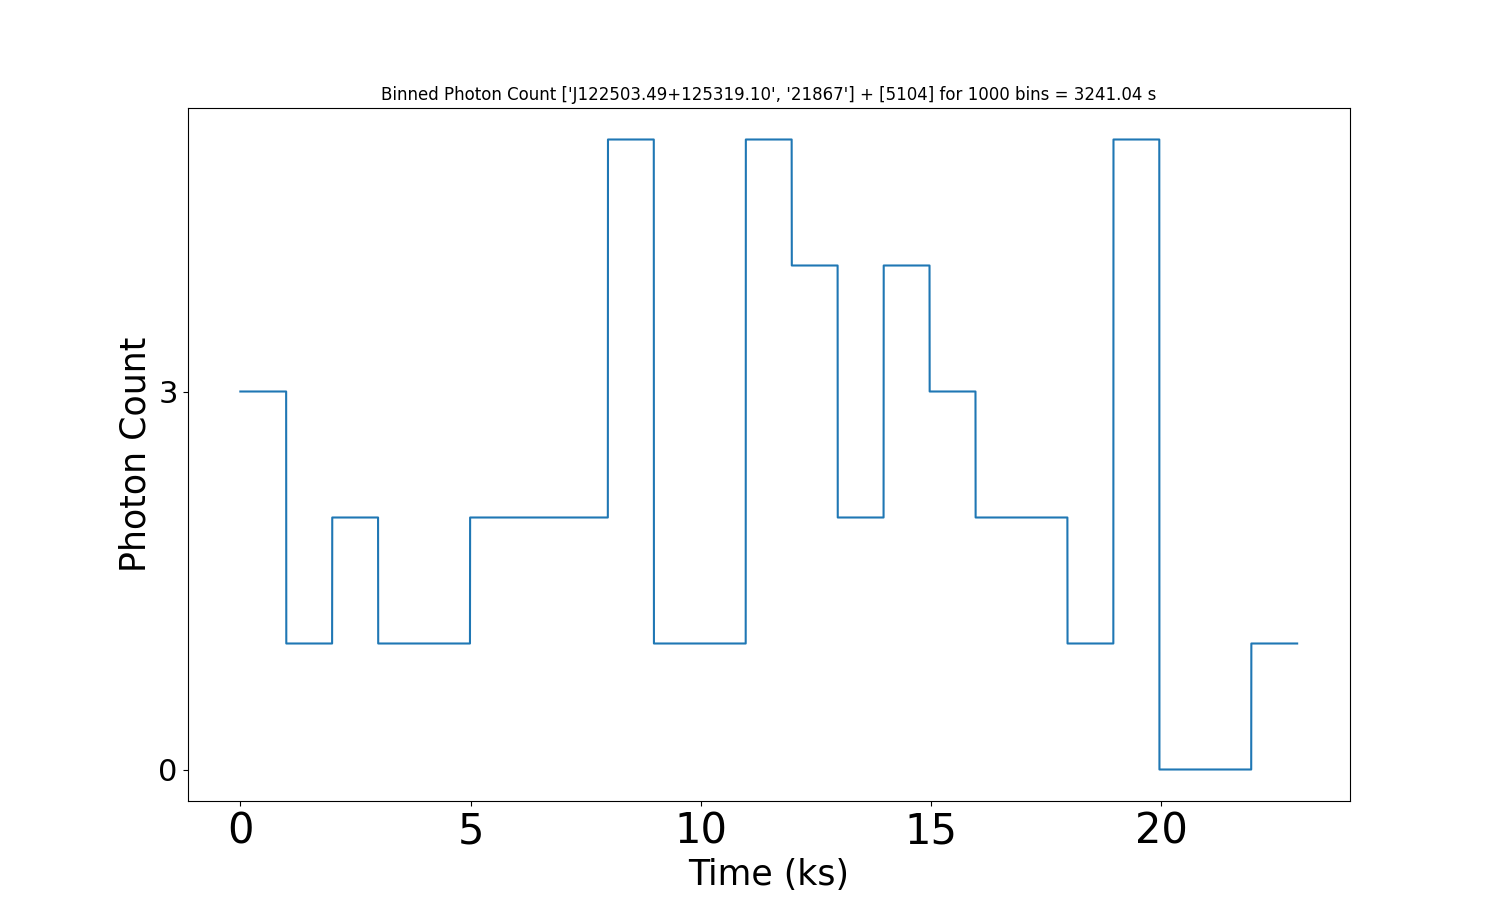 Binned Photon Count ['J122503.49+125319.10', '21867'] + [5104] for 1000 bins = 3241.04 s
Photon Count
3
0
0 5 10 15 20
Time (ks)